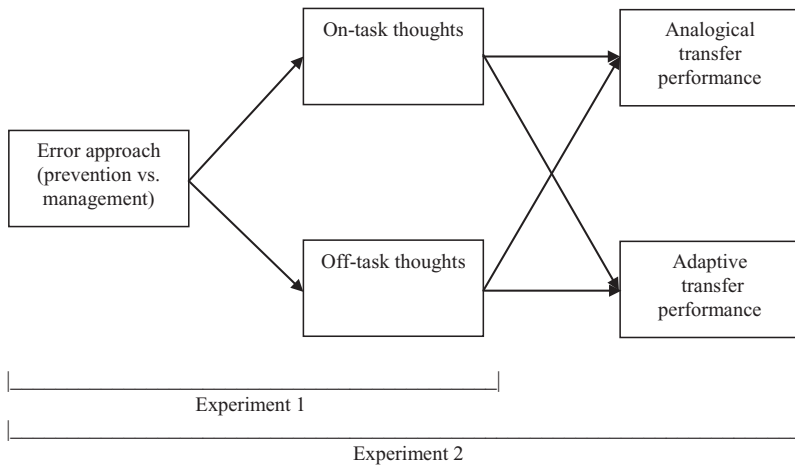 On-task thoughts
Analogical
transfer
performance
Error approach
(prevention vs.
management)
Off-task thoughts
Adaptive
transfer
performance
Experiment 1
Experiment 2